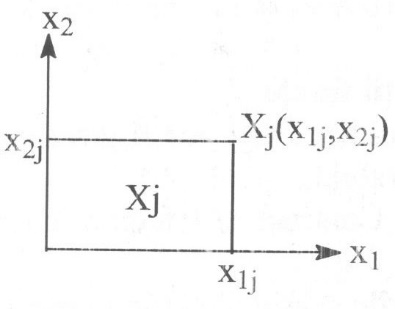 x₂
x₂ⱼ
Xⱼ(x₁ⱼ,x₂ⱼ)
Xj
x₁
x₁ⱼ